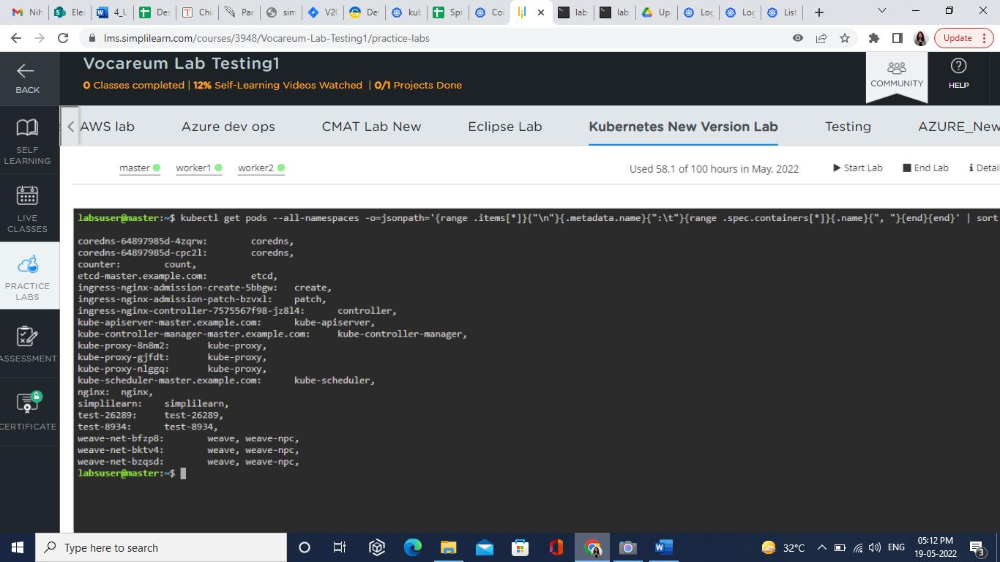 Nih
Elea
4_U
Des
Chi
Par
sim
V2(
De
kub
Spr
Cor
lab
lab
Up
Log
Log
List
lms.simplilearn.com/courses/3948/Vocareum-Lab-Testing1/practice-labs
Update
BACK
Vocareum Lab Testing1
0 Classes completed | 12% Self-Learning Videos Watched | 0/1 Projects Done
COMMUNITY
HELP
SELF
LEARNING
LIVE
CLASSES
PRACTICE
LABS
ASSESSMENT
CERTIFICATE
AWS lab
Azure dev ops
CMAT Lab New
Eclipse Lab
Kubernetes New Version Lab
Testing
AZURE_New
master
worker1
worker2
Used 58.1 of 100 hours in May, 2022
Start Lab
End Lab
Detai
labsuser@master:~$ kubectl get pods --all-namespaces -o=jsonpath='{range .items[*]}{"\n"}{.metadata.name}{":\t"}{range .spec.containers[*]}{.name}{", "}{end}{end}' | sort
coredns-64897985d-4zqrw: coredns,
coredns-64897985d-cpc2l: coredns,
counter: count,
etcd-master.example.com: etcd,
ingress-nginx-admission-create-5bbgw: create,
ingress-nginx-admission-patch-bzvxl: patch,
ingress-nginx-controller-7575567f98-jz8l4: controller,
kube-apiserver-master.example.com: kube-apiserver,
kube-controller-manager-master.example.com: kube-controller-manager,
kube-proxy-8n8m2: kube-proxy,
kube-proxy-gjfdt: kube-proxy,
kube-proxy-nlggq: kube-proxy,
kube-scheduler-master.example.com: kube-scheduler,
nginx: nginx,
simplilearn: simplilearn,
test-26289: test-26289,
test-8934: test-8934,
weave-net-bfzp8: weave, weave-npc,
weave-net-bktv4: weave, weave-npc,
weave-net-bzqsd: weave, weave-npc,
labsuser@master:~$
Type here to search
32°C
ENG
05:12 PM
19-05-2022
3